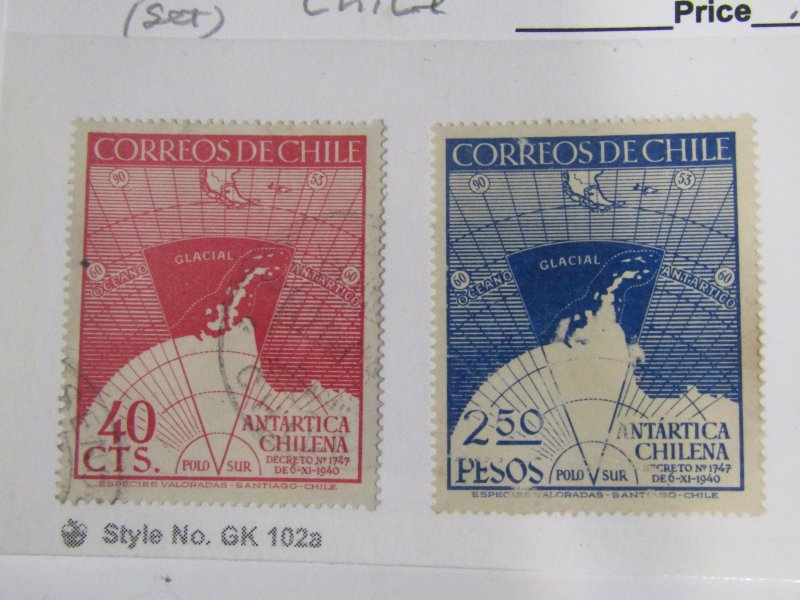 (Set) Chile Price
CORREOS DE CHILE
90 53
GLACIAL
60 OCEANO ANTÁRTICO 60
40
CTS.
ANTÁRTICA
CHILENA
DECRETO Nº 1747
DE 6-XI-1940
POLO SUR
ESPECIES VALORADAS - SANTIAGO - CHILE
CORREOS DE CHILE
90 53
GLACIAL
60 OCEANO ANTÁRTICO 60
2.50
PESOS
ANTÁRTICA
CHILENA
DECRETO Nº 1747
DE 6-XI-1940
POLO SUR
ESPECIES VALORADAS - SANTIAGO - CHILE
Style No. GK 102a